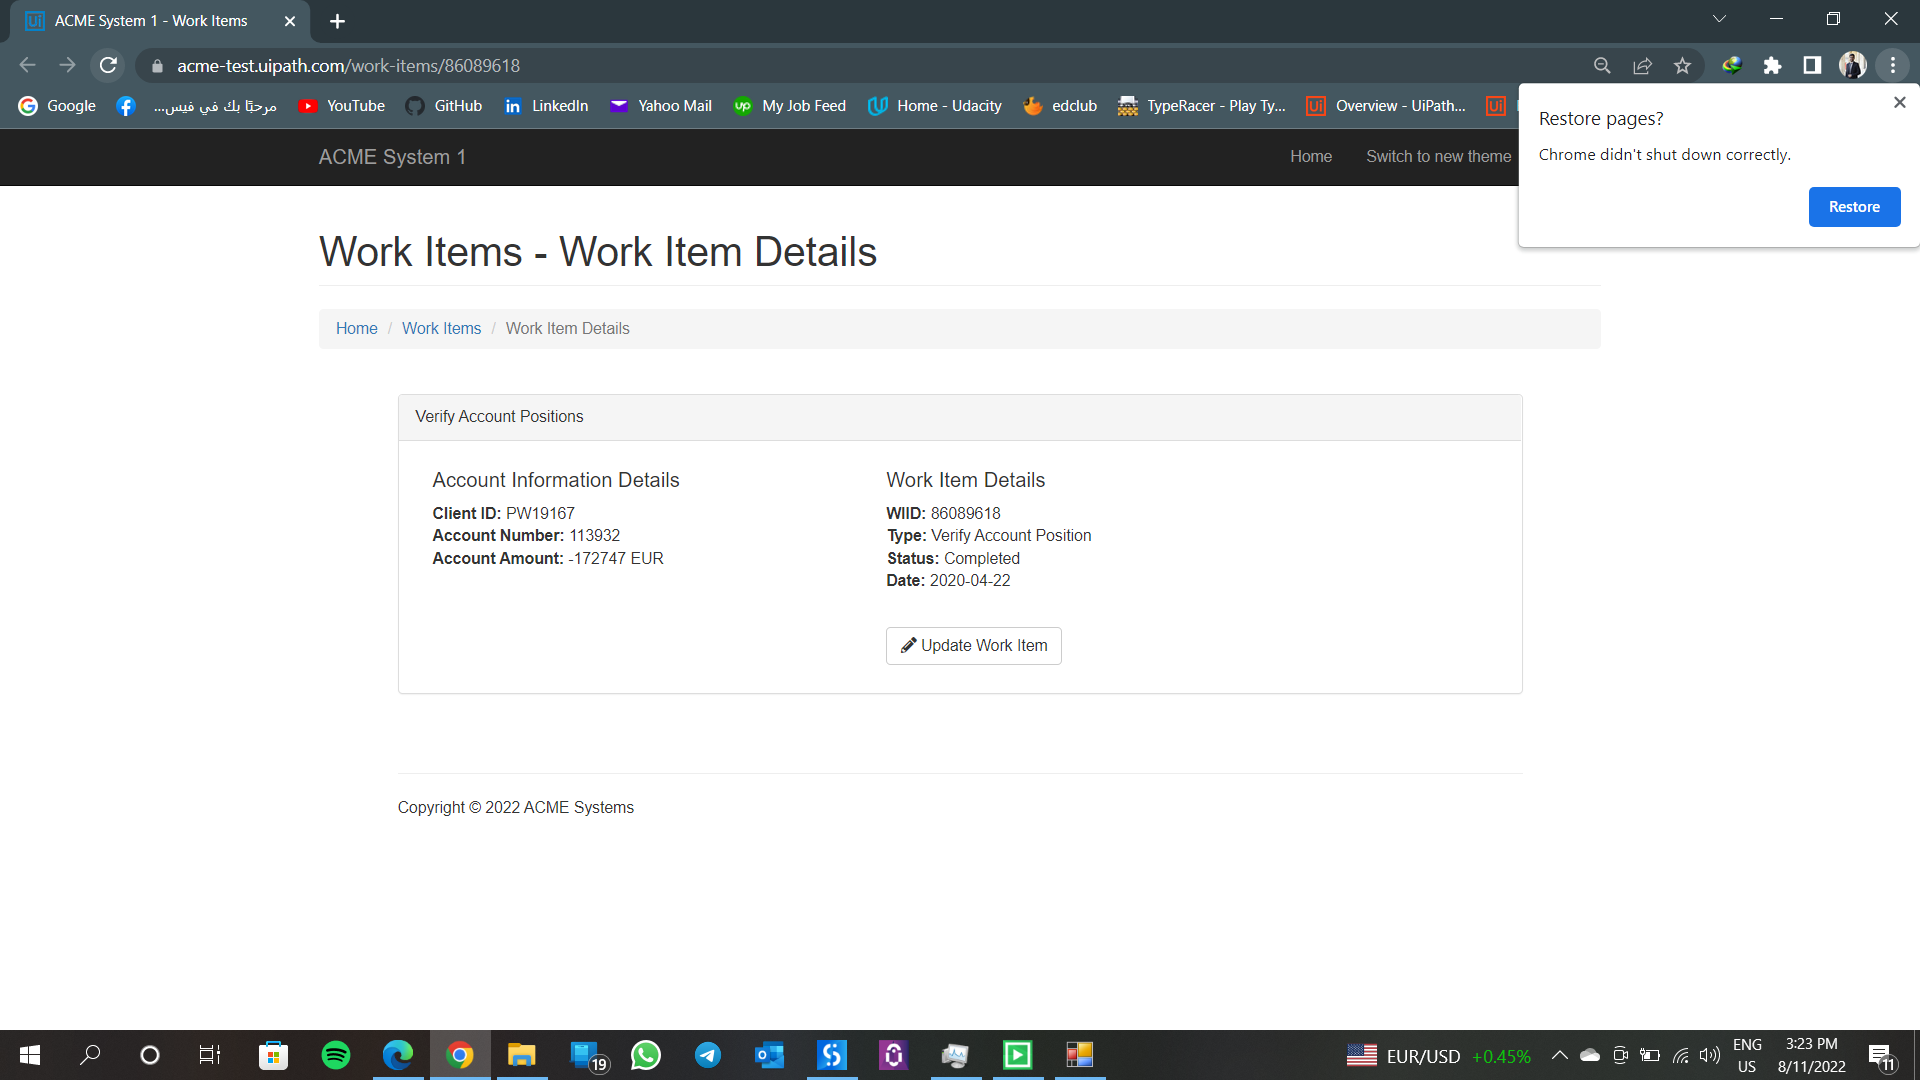 ACME System 1 - Work Items
acme-test.uipath.com/work-items/86089618
Google
مرحبًا بك في فيس...
YouTube
GitHub
LinkedIn
Yahoo Mail
My Job Feed
Home - Udacity
edclub
TypeRacer - Play Ty...
Overview - UiPath...
Restore pages?
Chrome didn't shut down correctly.
Restore
ACME System 1
Home
Switch to new theme
Work Items - Work Item Details
Home / Work Items / Work Item Details
Verify Account Positions
Account Information Details
Client ID: PW19167
Account Number: 113932
Account Amount: -172747 EUR
Work Item Details
WIID: 86089618
Type: Verify Account Position
Status: Completed
Date: 2020-04-22
Update Work Item
Copyright © 2022 ACME Systems
19
EUR/USD +0.45%
ENG
US
3:23 PM
8/11/2022
11